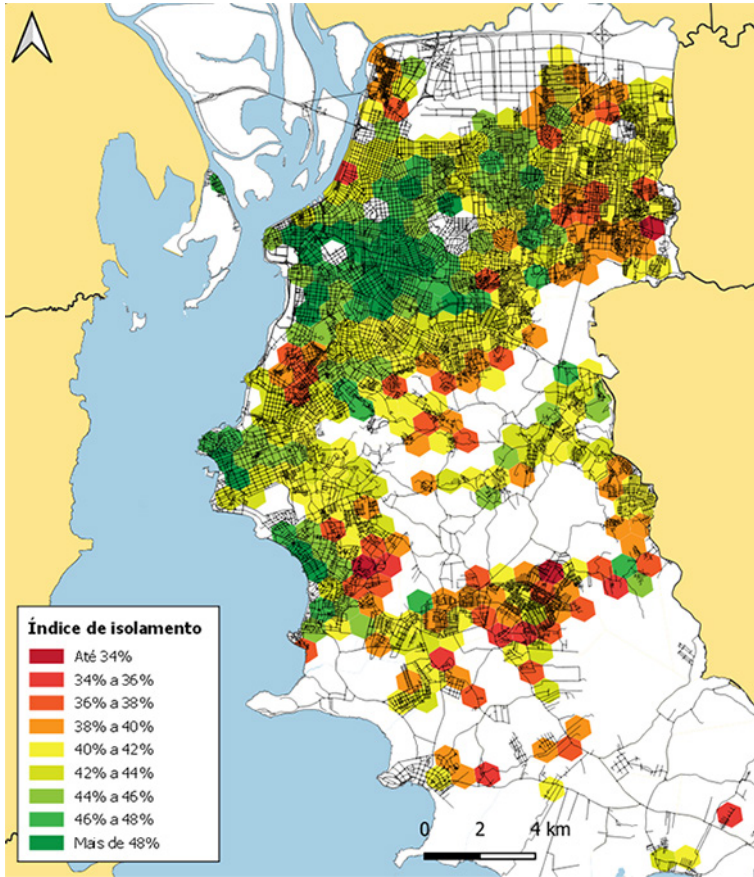 Índice de isolamento
Até 34%
34% a 36%
36% a 38%
38% a 40%
40% a 42%
42% a 44%
44% a 46%
46% a 48%
Mais de 48%
0 2 4 km